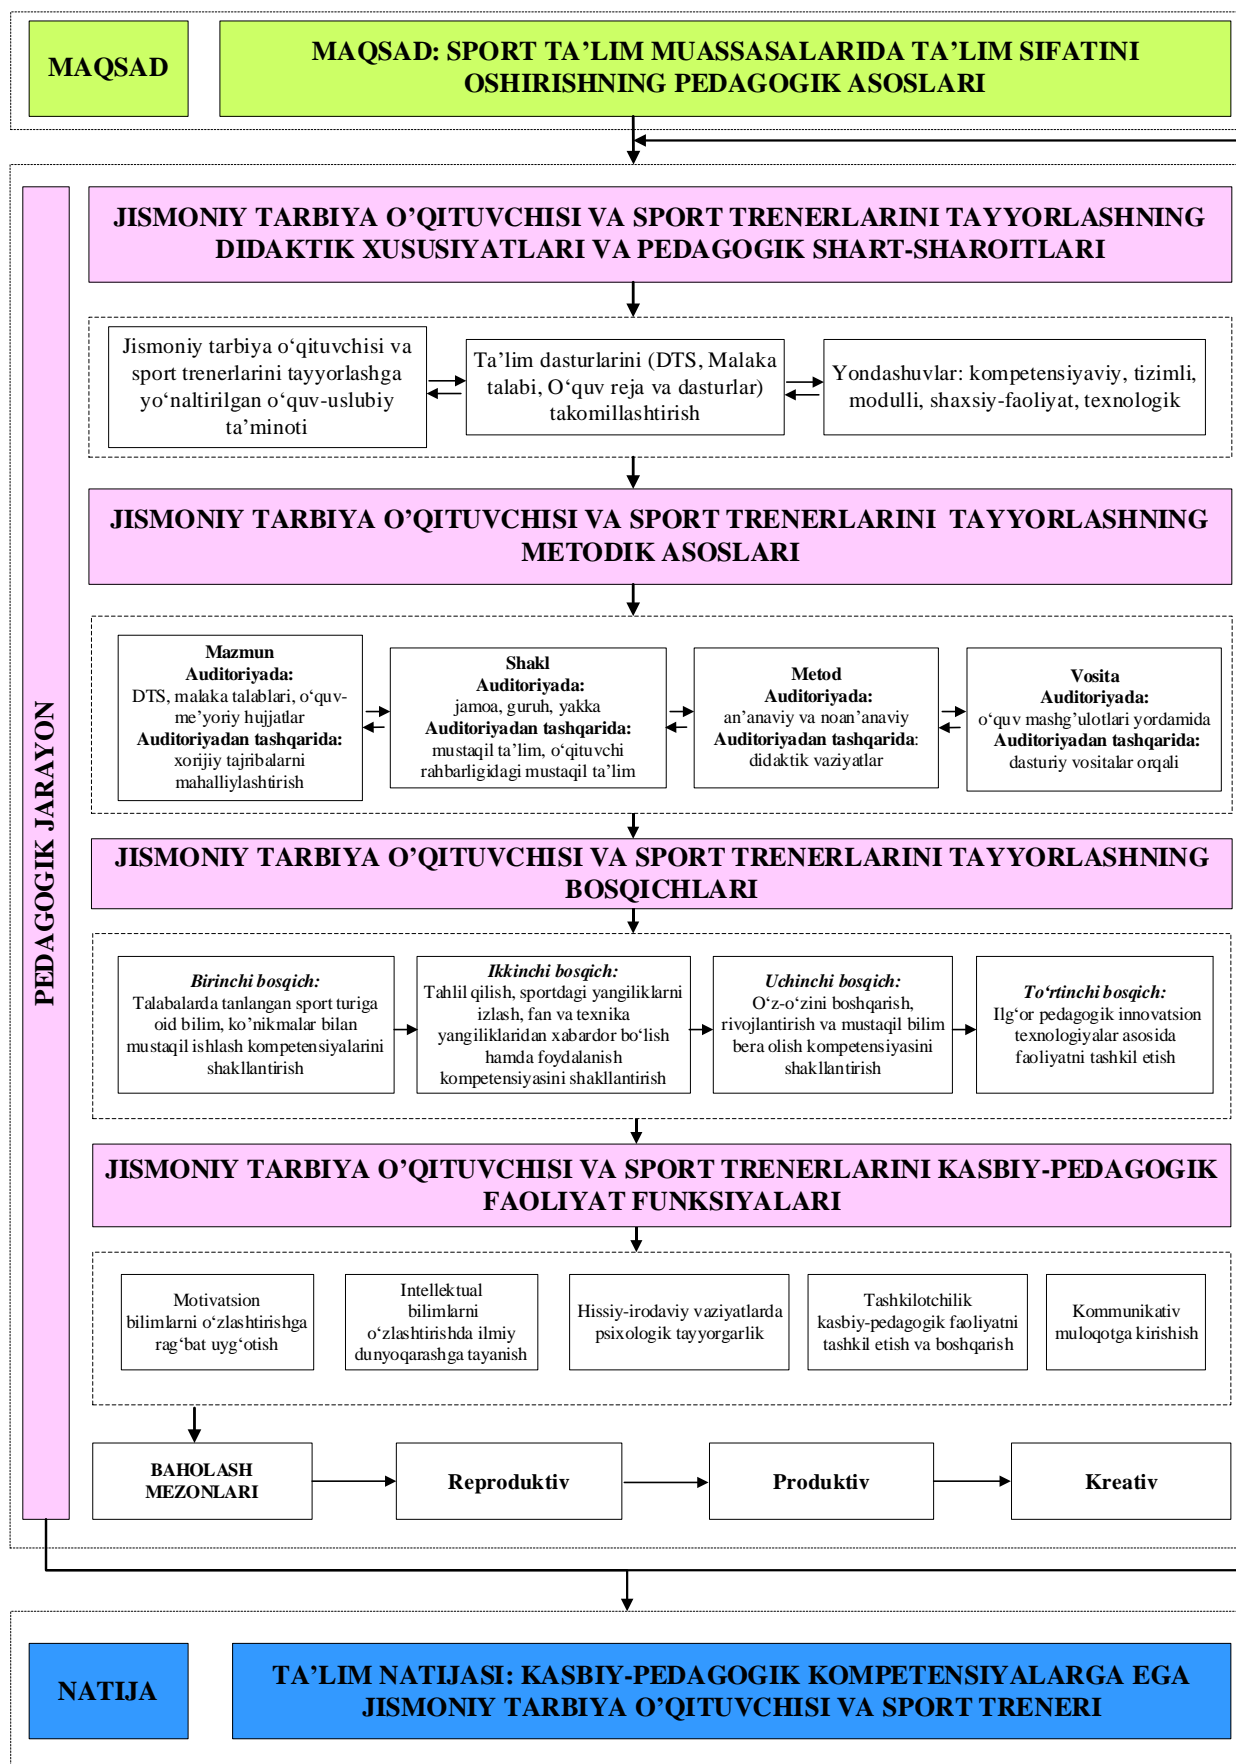 MAQSAD
MAQSAD: SPORT TA’LIM MUASSASALARIDA TA’LIM SIFATINI
OSHIRISHNING PEDAGOGIK ASOSLARI
PEDAGOGIK JARAYON
JISMONIY TARBIYA O’QITUVCHISI VA SPORT TRENERLARINI TAYYORLASHNING
DIDAKTIK XUSUSIYATLARI VA PEDAGOGIK SHART-SHAROITLARI
Jismoniy tarbiya o‘qituvchisi va
sport trenerlarini tayyorlashga
yo‘naltirilgan o‘quv-uslubiy
ta’minoti
Ta’lim dasturlarini (DTS, Malaka
talabi, O‘quv reja va dasturlar)
takomillashtirish
Yondashuvlar: kompetensiyaviy, tizimli,
modulli, shaxsiy-faoliyat, texnologik
JISMONIY TARBIYA O’QITUVCHISI VA SPORT TRENERLARINI TAYYORLASHNING
METODIK ASOSLARI
Mazmun
Auditoriyada:
DTS, malaka talablari, o‘quv-
me’yoriy hujjatlar
Auditoriyadan tashqarida:
xorijiy tajribalarni
mahalliylashtirish
Shakl
Auditoriyada:
jamoa, guruh, yakka
Auditoriyadan tashqarida:
mustaqil ta’lim, o‘qituvchi
rahbarligidagi mustaqil ta’lim
Metod
Auditoriyada:
an’anaviy va noan’anaviy
Auditoriyadan tashqarida:
didaktik vaziyatlar
Vosita
Auditoriyada:
o‘quv mashg’ulotlari yordamida
Auditoriyadan tashqarida:
dasturiy vositalar orqali
JISMONIY TARBIYA O’QITUVCHISI VA SPORT TRENERLARINI TAYYORLASHNING
BOSQICHLARI
Birinchi bosqich:
Talabalarda tanlangan sport turiga
oid bilim, ko’nikmalar bilan
mustaqil ishlash kompetensiyalarini
shakllantirish
Ikkinchi bosqich:
Tahlil qilish, sportdagi yangiliklarni
izlash, fan va texnika
yangiliklaridan xabardor bo‘lish
hamda foydalanish
kompetensiyasini shakllantirish
Uchinchi bosqich:
O‘z-o‘zini boshqarish,
rivojlantirish va mustaqil bilim
bera olish kompetensiyasini
shakllantirish
To‘rtinchi bosqich:
Ilg‘or pedagogik innovatsion
texnologiyalar asosida
faoliyatni tashkil etish
JISMONIY TARBIYA O’QITUVCHISI VA SPORT TRENERLARINI KASBIY-PEDAGOGIK
FAOLIYAT FUNKSIYALARI
Motivatsion
bilimlarni o‘zlashtirishga
rag‘bat uyg‘otish
Intellektual
bilimlarni
o‘zlashtirishda ilmiy
dunyoqarashga tayanish
Hissiy-irodaviy vaziyatlarda
psixologik tayyorgarlik
Tashkilotchilik
kasbiy-pedagogik faoliyatni
tashkil etish va boshqarish
Kommunikativ
muloqotga kirishish
BAHOLASH
MEZONLARI
Reproduktiv
Produktiv
Kreativ
NATIJA
TA’LIM NATIJASI: KASBIY-PEDAGOGIK KOMPETENSIYALARGA EGA
JISMONIY TARBIYA O’QITUVCHISI VA SPORT TRENERI